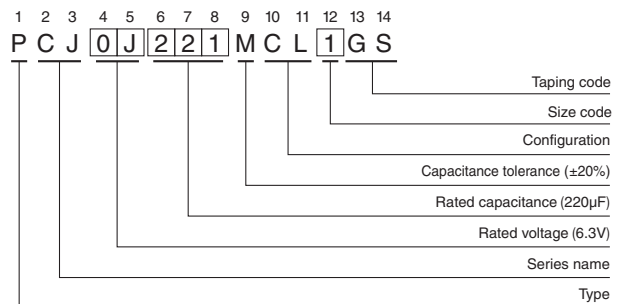 1 2 3 4 5 6 7 8 9 10 11 12 13 14
P C J 0 J 2 2 1 M C L 1 G S
Taping code
Size code
Configuration
Capacitance tolerance (±20%)
Rated capacitance (220µF)
Rated voltage (6.3V)
Series name
Type